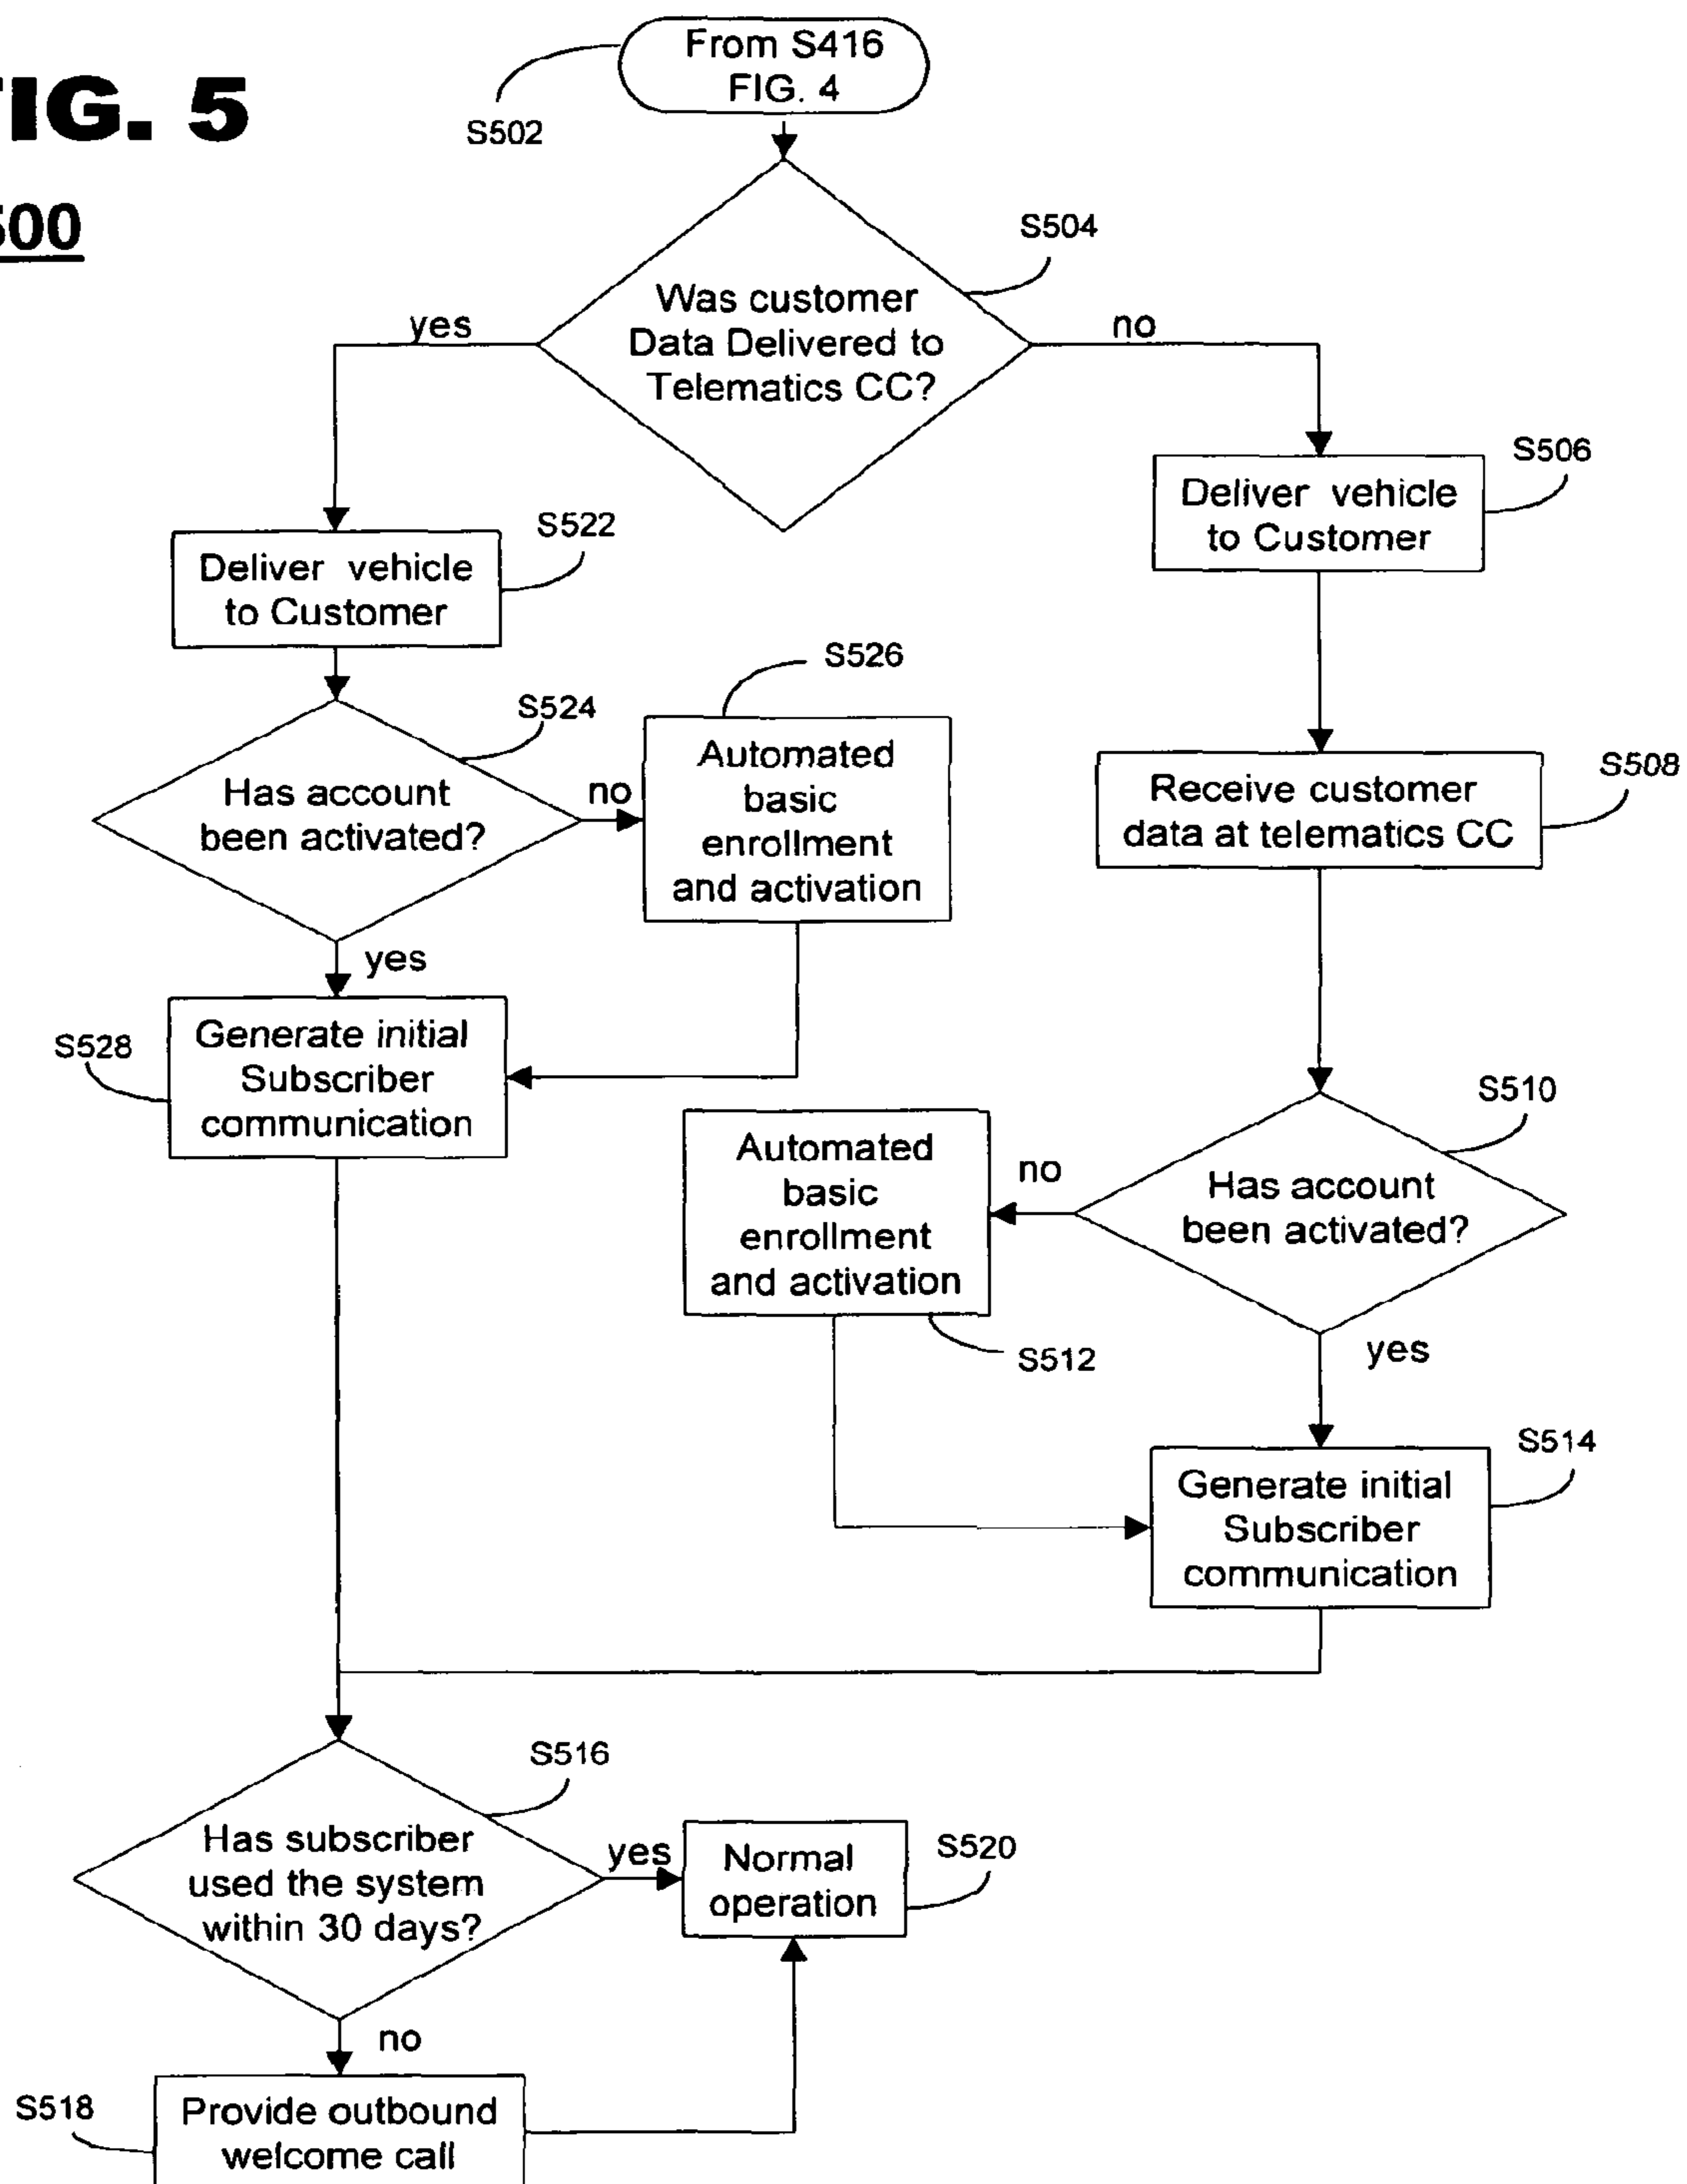 From S416
FIG. 4
S502
FIG. 5
500
S504
Was customer
Data Delivered to
Telematics CC?
yes
no
S506
Deliver vehicle
to Customer
S522
Deliver vehicle
to Customer
S526
S524
Automated
basic
enrollment
and activation
Has account
been activated?
no
S508
Receive customer
data at telematics CC
yes
S528
Generate initial
Subscriber
communication
S510
Automated
basic
enrollment
and activation
no
Has account
been activated?
S512
yes
S514
Generate initial
Subscriber
communication
S516
Has subscriber
used the system
within 30 days?
yes
Normal
operation
S520
no
S518
Provide outbound
welcome call